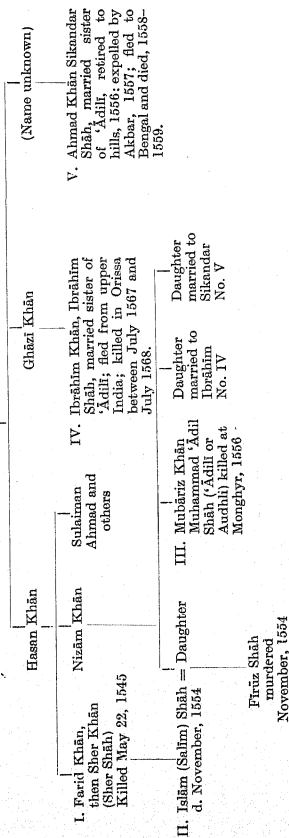 Hasan Khān
Ghāzī Khān
(Name unknown)
I. Farid Khān,
then Sher Khān
(Sher Shāh)
Killed May 22, 1545
Nizām Khān
Sulaiman
Ahmad and
others
IV. Ibrāhīm Khān, Ibrāhīm
Shāh, married sister of
‘Ādilī; fled from upper
India; killed in Orissa
between July 1567 and
July 1568.
V. Ahmad Khān Sikandar
Shāh, married sister
of ‘Ādilī, retired to
hills, 1556; expelled by
Akbar, 1557; fled to
Bengal and died, 1558–
1559.
II. Islām (Salīm) Shāh = Daughter
d. November, 1554
III. Mubāriz Khān
Muhammad ‘Ādil
Shāh (‘Ādilī or
Audhli) killed at
Monghyr, 1556
Daughter
married to
Ibrāhīm
No. IV
Daughter
married to
Sikandar
No. V
Fīrūz Shāh
murdered
November, 1554